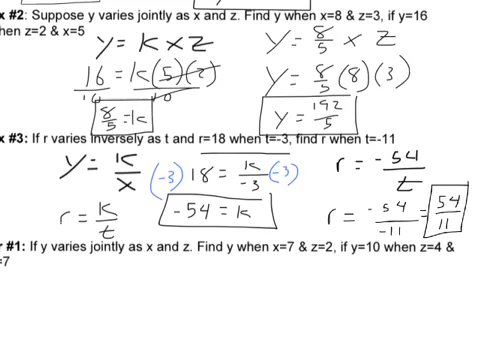 x #2: Suppose y varies jointly as x and z. Find y when x=8 & z=3, if y=16
hen z=2 & x=5
y = k x z
16 = k(5)(2)
10 10
8/5 = k
y = 8/5 x z
y = 8/5 (8)(3)
y = 192/5
x #3: If r varies inversely as t and r=18 when t=-3, find r when t=-11
y = k/x
r = k/t
(-3) 18 = k/-3 (-3)
-54 = k
r = -54/t
r = -54/-11 = 54/11
r #1: If y varies jointly as x and z. Find y when x=7 & z=2, if y=10 when z=4 &
=7